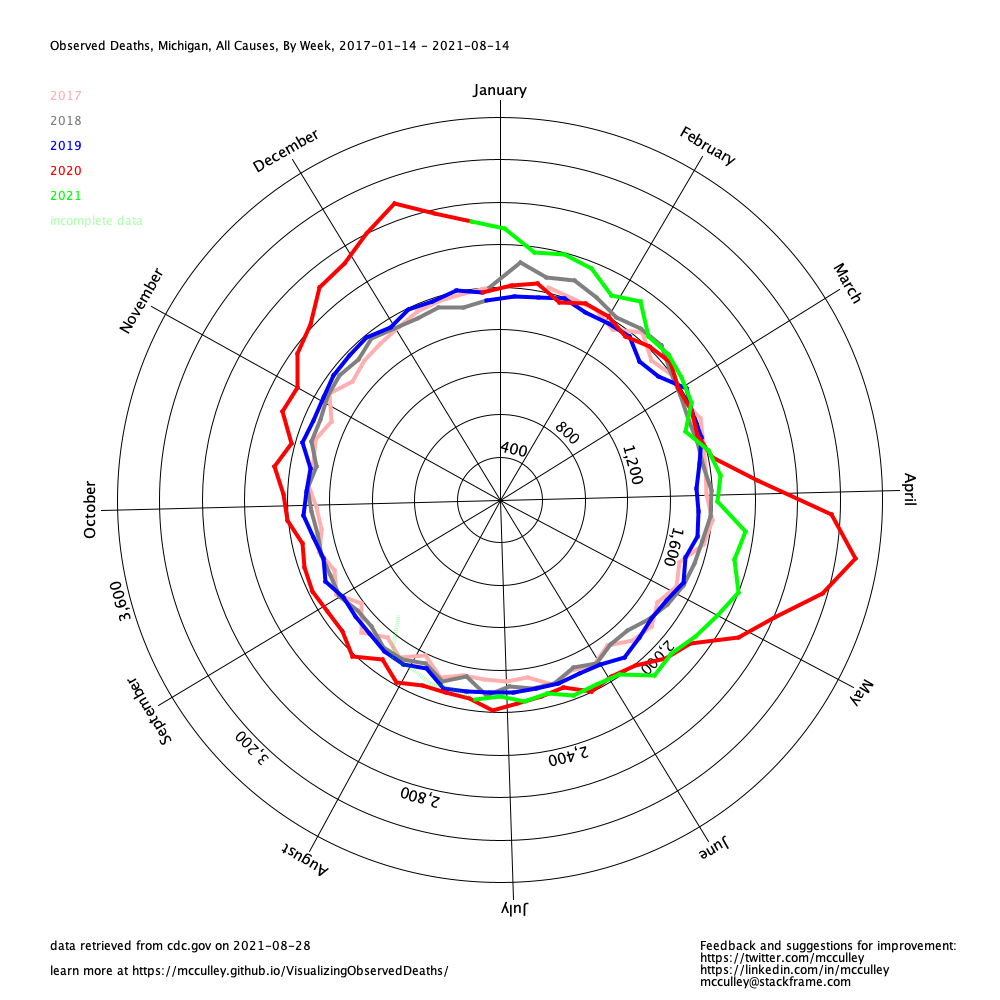 Observed Deaths, Michigan, All Causes, By Week, 2017-01-14 - 2021-08-14
2017
2018
2019
2020
2021
incomplete data
January
February
March
April
May
June
July
August
September
October
November
December
400
800
1,200
1,600
2,000
2,400
2,800
3,200
3,600
data retrieved from cdc.gov on 2021-08-28
learn more at https://mcculley.github.io/VisualizingObservedDeaths/
Feedback and suggestions for improvement:
https://twitter.com/mcculley
https://linkedin.com/in/mcculley
mcculley@stackframe.com